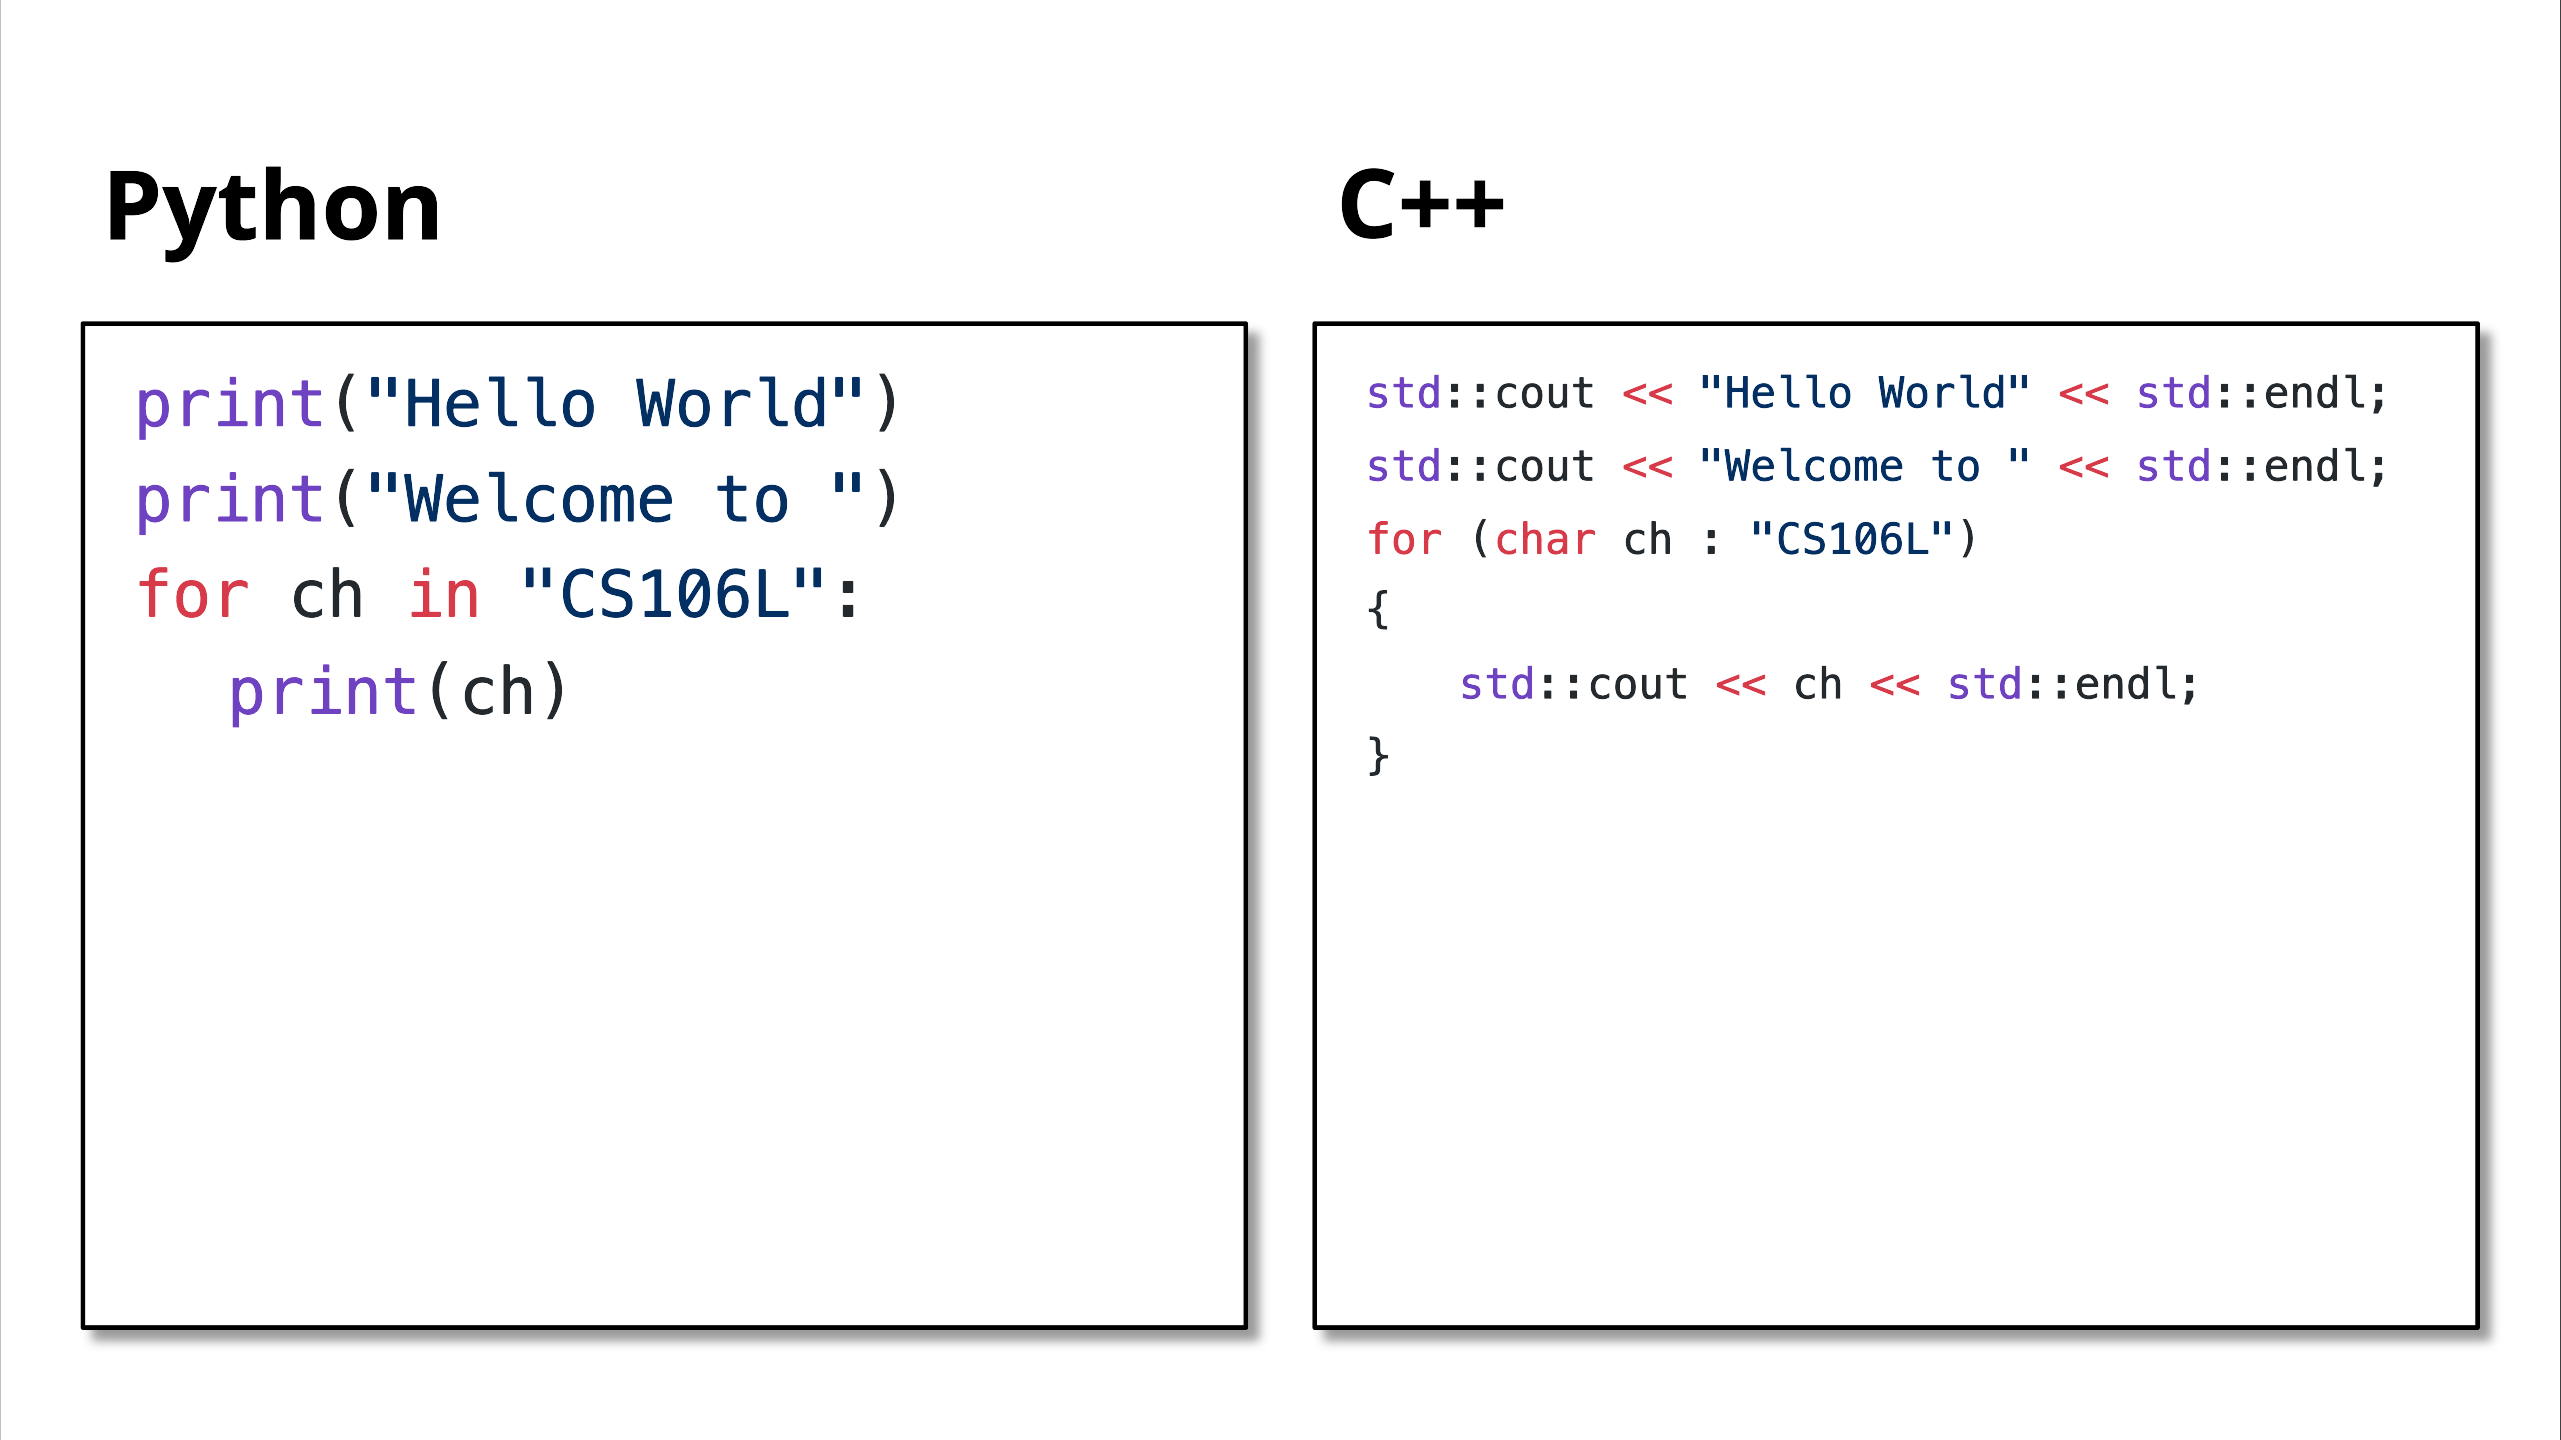 Python
print("Hello World")
print("Welcome to ")
for ch in "CS106L":
   print(ch)
C++
std::cout << "Hello World" << std::endl;
std::cout << "Welcome to " << std::endl;
for (char ch : "CS106L")
{
    std::cout << ch << std::endl;
}